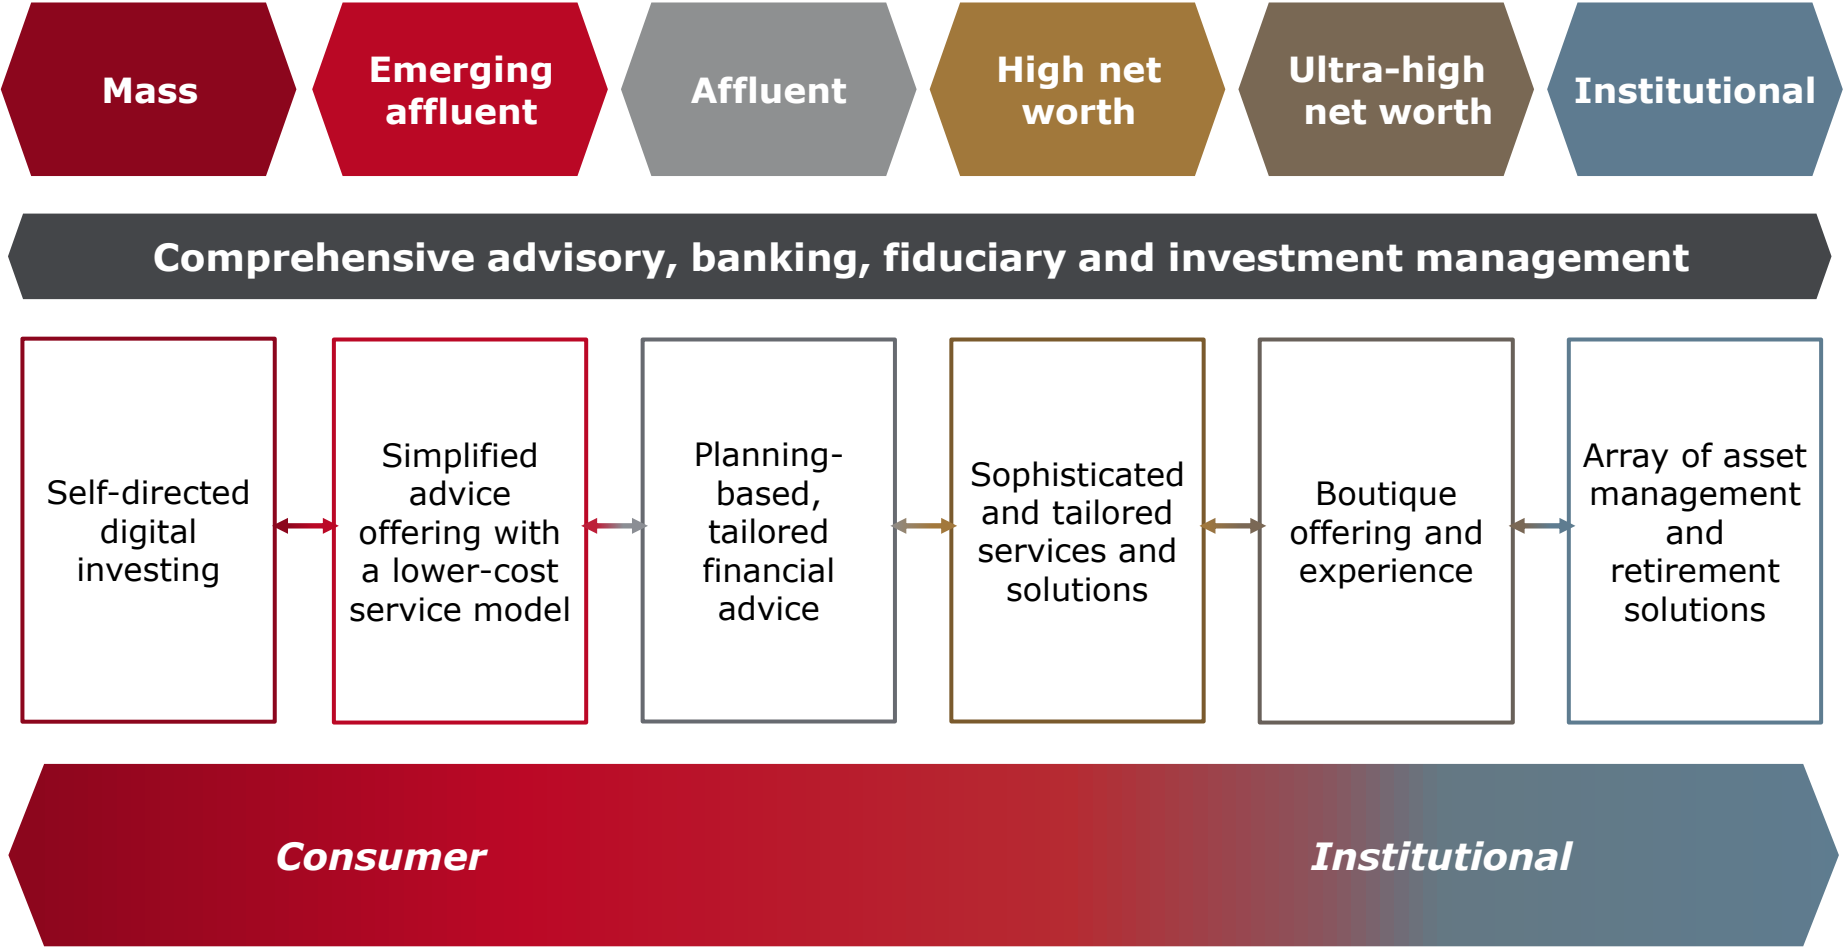 Mass
Emerging
affluent
Affluent
High net
worth
Ultra-high
net worth
Institutional
Comprehensive advisory, banking, fiduciary and investment management
Self-directed
digital
investing
Simplified
advice
offering with
a lower-cost
service model
Planning-
based,
tailored
financial
advice
Sophisticated
and tailored
services and
solutions
Boutique
offering and
experience
Array of asset
management
and
retirement
solutions
Consumer
Institutional